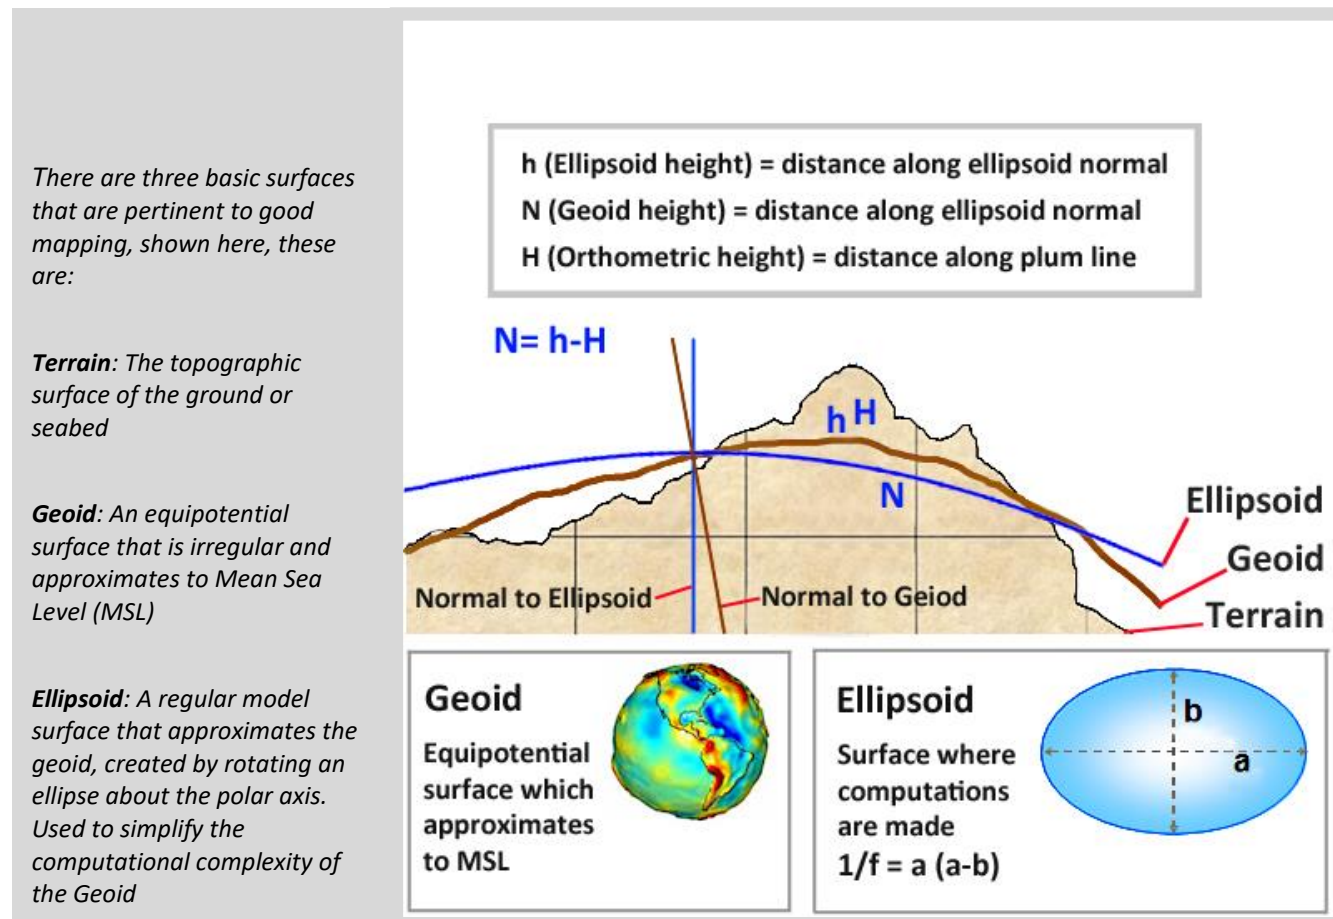 There are three basic surfaces
that are pertinent to good
mapping, shown here, these
are:
Terrain: The topographic
surface of the ground or
seabed
Geoid: An equipotential
surface that is irregular and
approximates to Mean Sea
Level (MSL)
Ellipsoid: A regular model
surface that approximates the
geoid, created by rotating an
ellipse about the polar axis.
Used to simplify the
computational complexity of
the Geoid
h (Ellipsoid height) = distance along ellipsoid normal
N (Geoid height) = distance along ellipsoid normal
H (Orthometric height) = distance along plum line
N= h-H
h H
N
Ellipsoid
Geoid
Terrain
Normal to Ellipsoid
Normal to Geiod
Geoid
Equipotential
surface which
approximates
to MSL
Ellipsoid
Surface where
computations
are made
1/f = a (a-b)
b
a